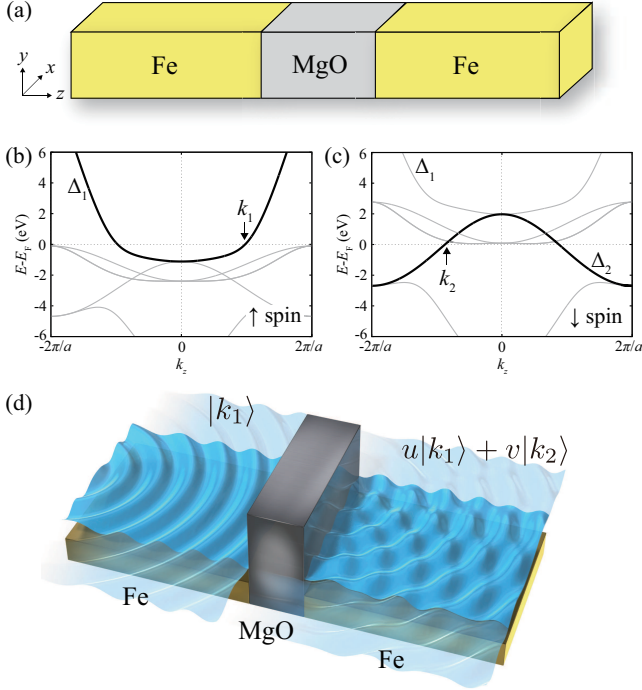 (a)
Fe MgO Fe
y x z
(b) (c)
6 6
4 4
2 2
0 0
-2 -2
-4 -4
-6 -6
E-E_F (eV) E-E_F (eV)
Δ₁ k₁ Δ₁
k₂ Δ₂
↑ spin ↓ spin
-2π/a 0 2π/a -2π/a 0 2π/a
k_z k_z
(d)
|k₁⟩
u|k₁⟩ + v|k₂⟩
Fe
MgO
Fe